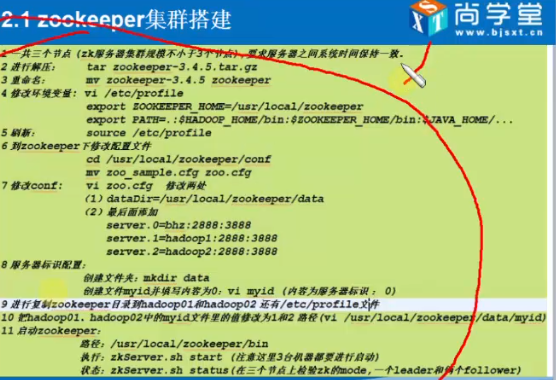 2.1 zookeeper集群搭建
尚学堂
www.bjsxt.cn
1 一共三个节点 (zk服务器集群规模不小于3个节点),要求服务器之间系统时间保持一致。
2 进行解压: tar zookeeper-3.4.5.tar.gz
3 重命名: mv zookeeper-3.4.5 zookeeper
4 修改环境变量: vi /etc/profile
export ZOOKEEPER_HOME=/usr/local/zookeeper
export PATH=.:$HADOOP_HOME/bin:$ZOOKEEPER_HOME/bin:$JAVA_HOME/...
5 刷新: source /etc/profile
6 到zookeeper下修改配置文件
cd /usr/local/zookeeper/conf
mv zoo_sample.cfg zoo.cfg
7 修改conf: vi zoo.cfg 修改两处
(1) dataDir=/usr/local/zookeeper/data
(2) 最后面添加
server.0=bhz:2888:3888
server.1=hadoop1:2888:3888
server.2=hadoop2:2888:3888
8 服务器标识配置:
创建文件夹: mkdir data
创建文件myid并填写内容为0: vi myid (内容为服务器标识 : 0)
9 进行复制zookeeper目录到hadoop01和hadoop02 还有/etc/profile文件
10 把hadoop01、hadoop02中的myid文件里的值修改为1和2 路径(vi /usr/local/zookeeper/data/myid)
11 启动zookeeper:
路径: /usr/local/zookeeper/bin
执行: zkServer.sh start (注意这里3台机器都要进行启动)
状态: zkServer.sh status(在三个节点上检验zk的mode,一个leader和俩个follower)